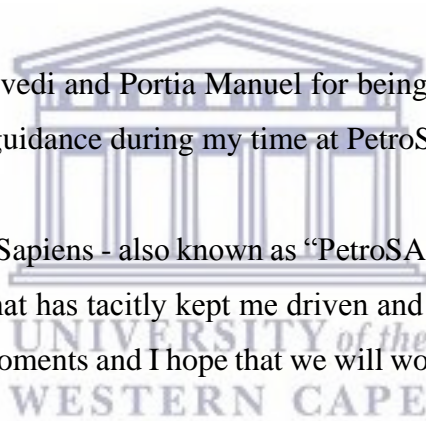 vedi and Portia Manuel for being
guidance during my time at PetroS
Sapiens - also known as “PetroSA
hat has tacitly kept me driven and
UNIVERSITY of the
oments and I hope that we will wo
WESTERN CAPE